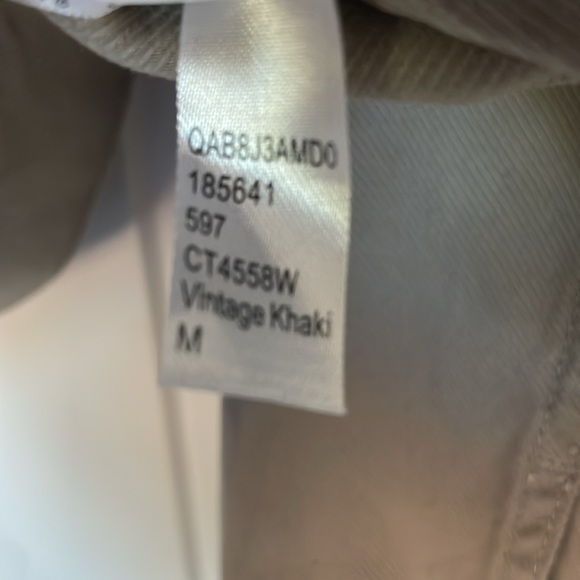 QAB8J3AMD0
185641
597
CT4558W
Vintage Khaki
M